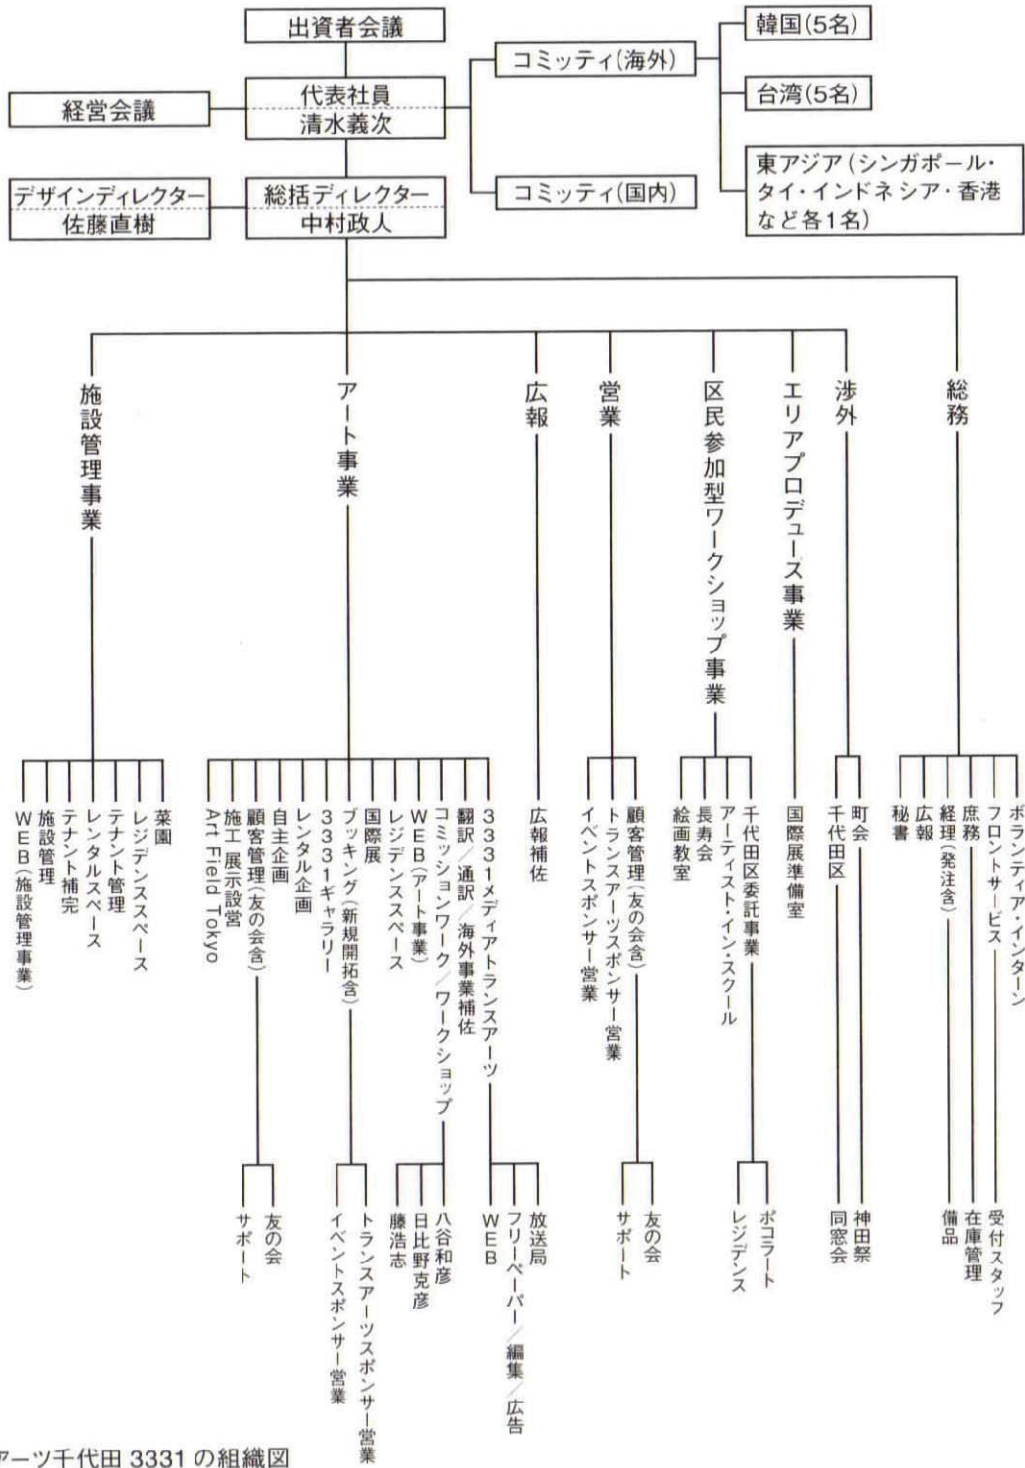 出資者会議
経営会議
代表社員
清水義次
コミッティ(海外)
韓国(5名)
台湾(5名)
東アジア(シンガポール・
タイ・インドネシア・香港
など各1名)
コミッティ(国内)
デザインディレクター
佐藤直樹
総括ディレクター
中村政人
施設管理事業
アート事業
広報
営業
区民参加型ワークショップ事業
エリアプロデュース事業
渉外
総務
WEB(施設管理事業)
施設管理
テナント補完
レンタルスペース
テナント管理
レジデンススペース
菜園
Art Field Tokyo
施工 展示設営
顧客管理(友の会含)
自主企画
レンタル企画
3331ギャラリー
ブッキング(新規開拓含)
国際展
レジデンススペース
WEB(アート事業)
コミッションワーク/ワークショップ
翻訳/通訳/海外事業補佐
3331メディアトランスアーツ
広報補佐
イベントスポンサー営業
トランスアーツスポンサー営業
顧客管理(友の会含)
絵画教室
長寿会
アーティスト・イン・スクール
千代田区委託事業
国際展準備室
千代田区
町会
秘書
広報
経理(発注含)
庶務
フロントサービス
ボランティア・インターン
サポート
友の会
イベントスポンサー営業
トランスアーツスポンサー営業
藤浩志
日比野克彦
八谷和彦
WEB
フリーペーパー/編集/広告
放送局
サポート
友の会
レジデンス
ポコラート
同窓会
神田祭
備品
在庫管理
受付スタッフ
アーツ千代田 3331 の組織図